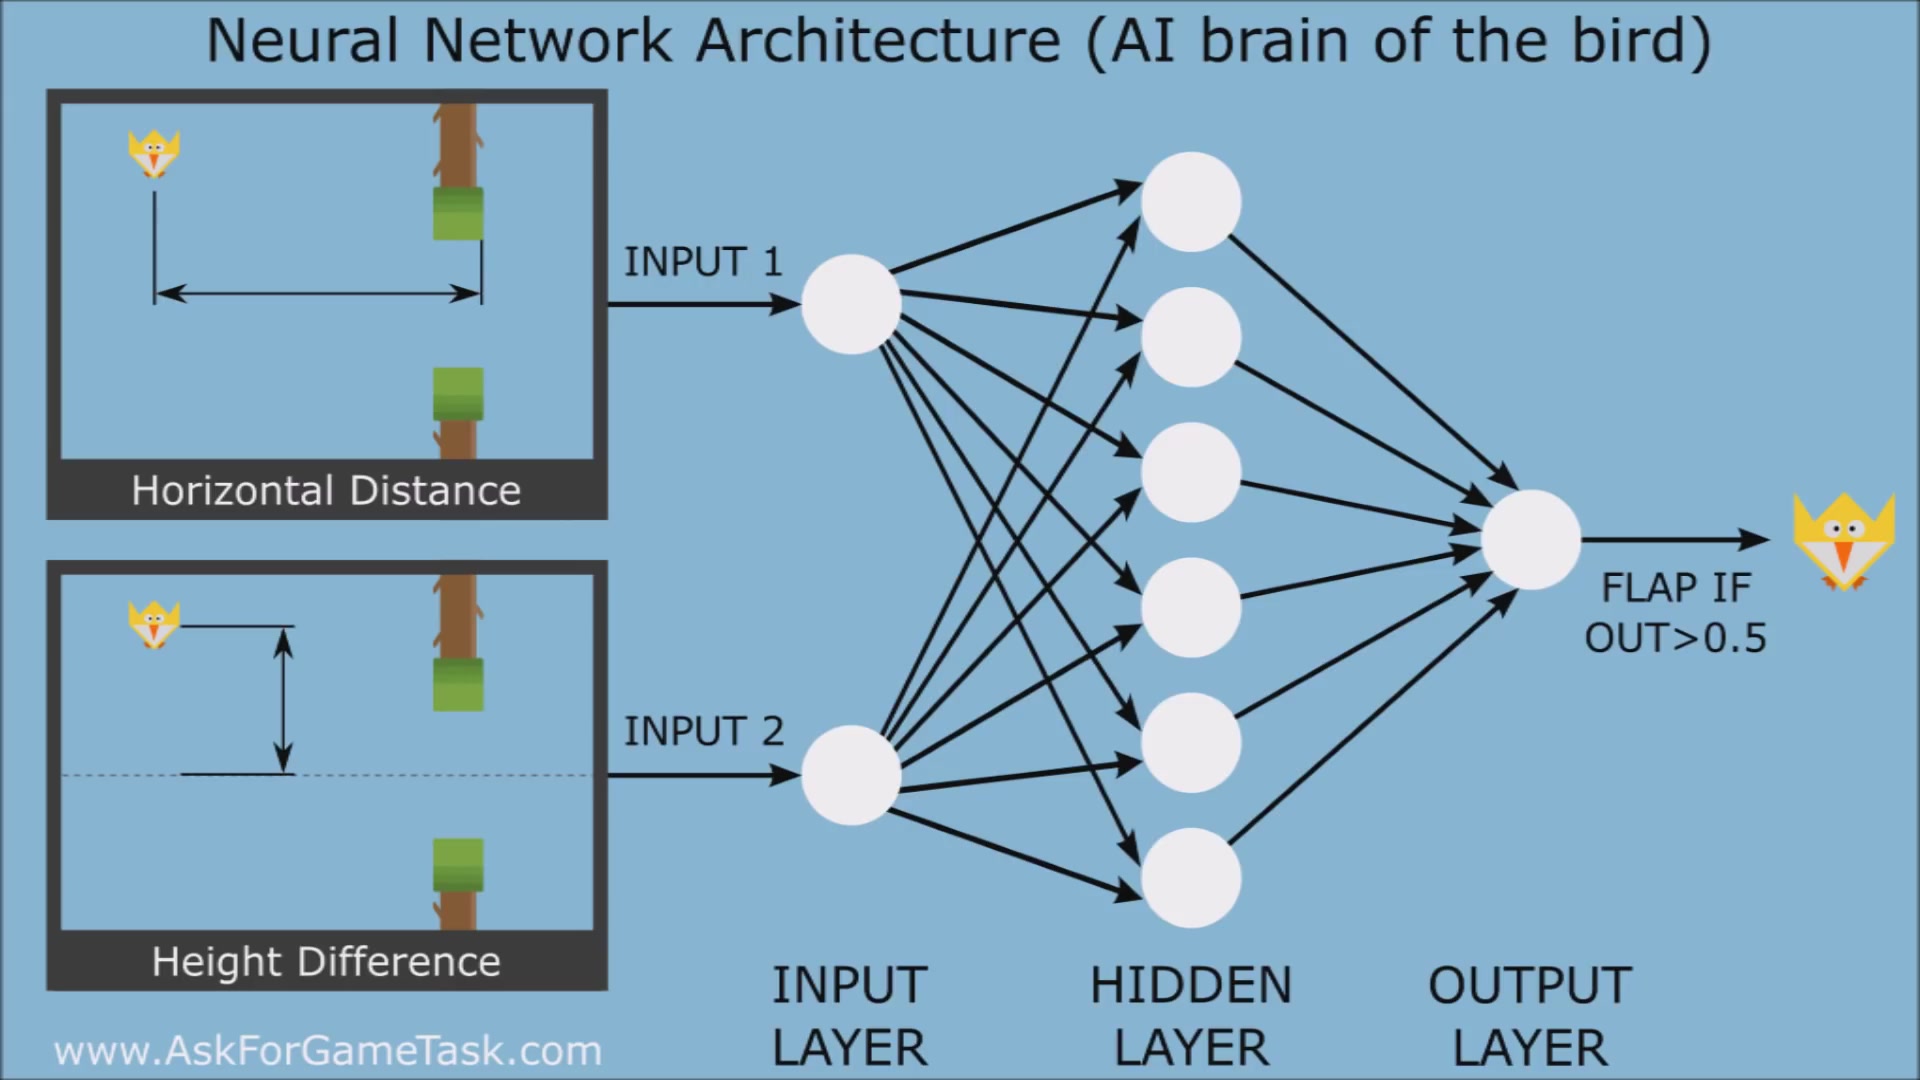 Neural Network Architecture (AI brain of the bird)
INPUT 1
Horizontal Distance
FLAP IF
OUT>0.5
INPUT 2
Height Difference
INPUT
LAYER
HIDDEN
LAYER
OUTPUT
LAYER
www.AskForGameTask.com